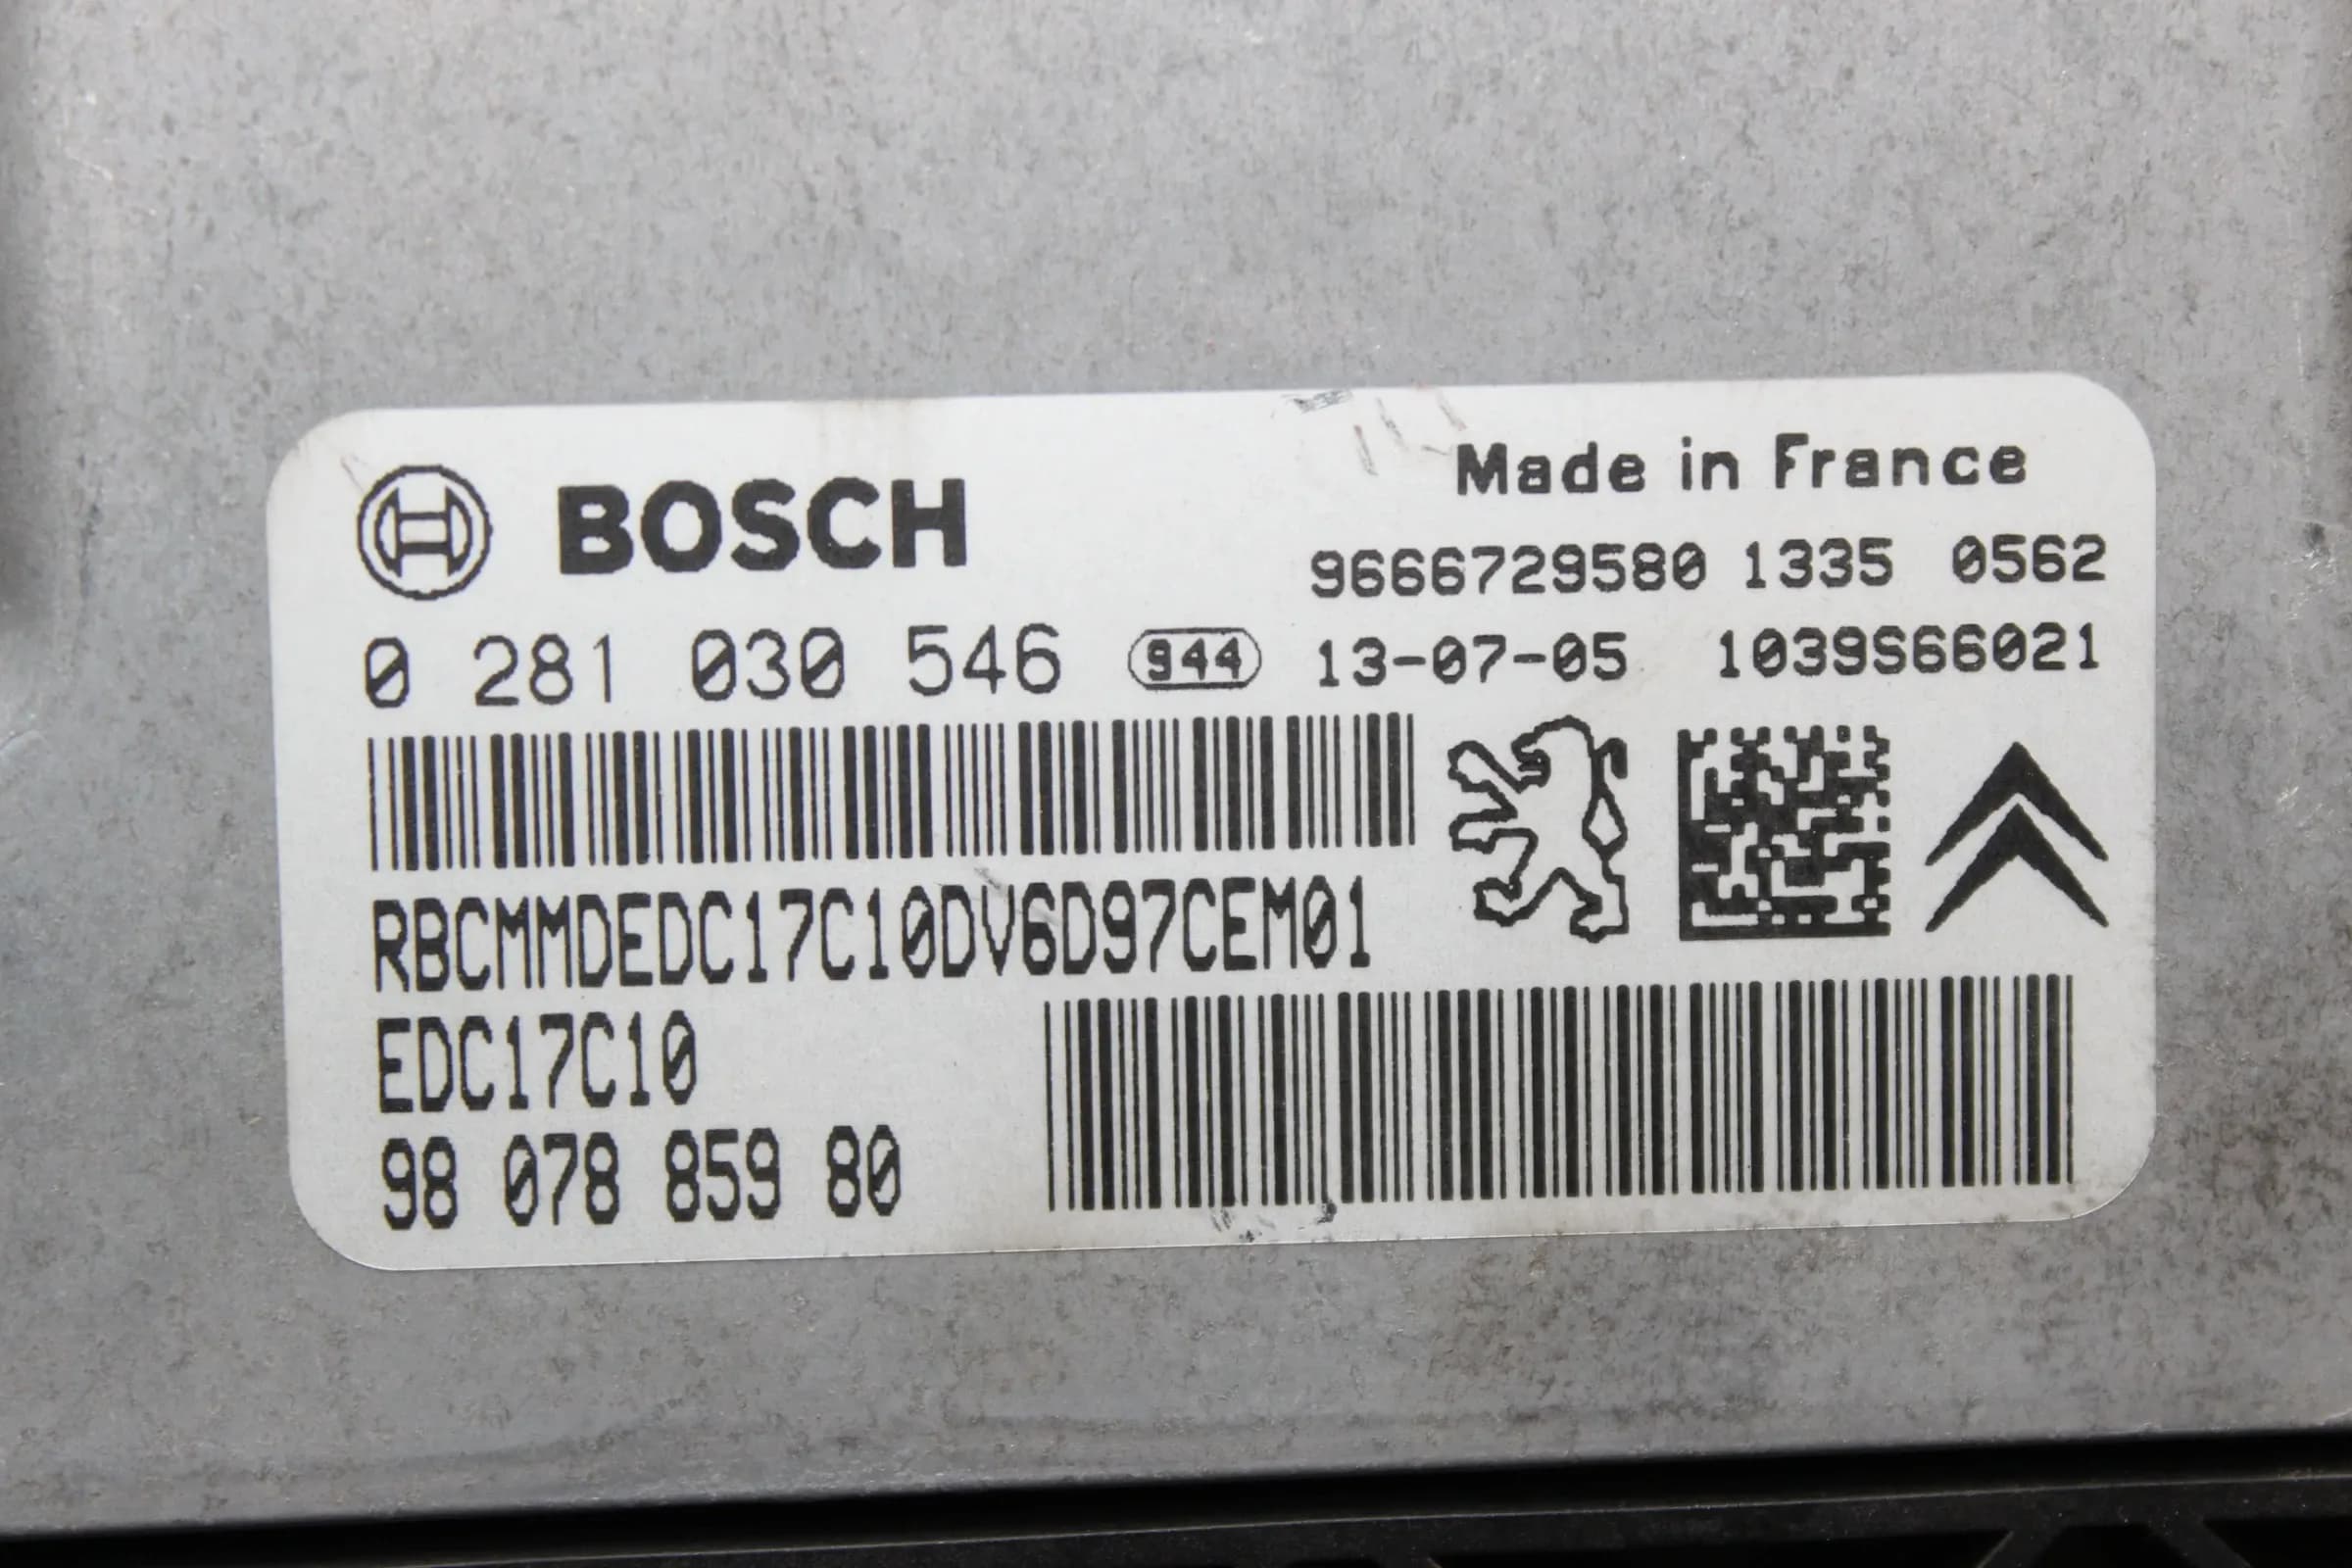 BOSCH
Made in France
9666729580 1335 0562
0 281 030 546 944 13-07-05 1039S66021
RBCMMDEDC17C10DV6D97CEM01
EDC17C10
98 078 859 80